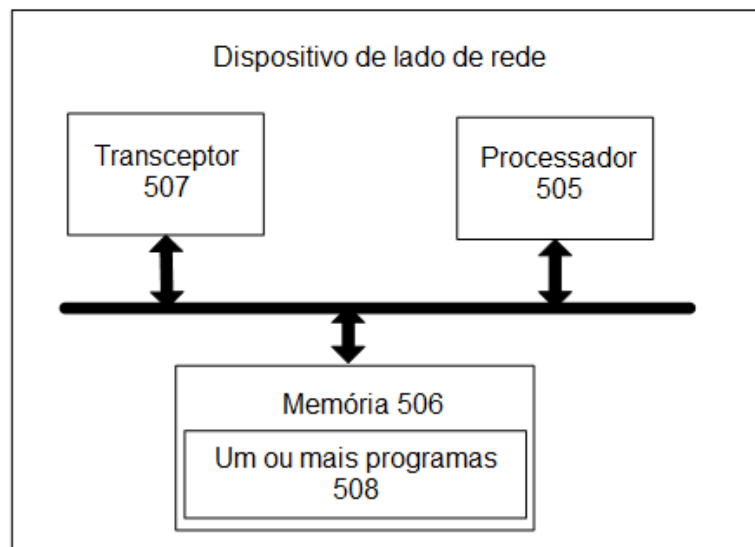 Dispositivo de lado de rede
Transceptor
507
Processador
505
Memória 506
Um ou mais programas
508